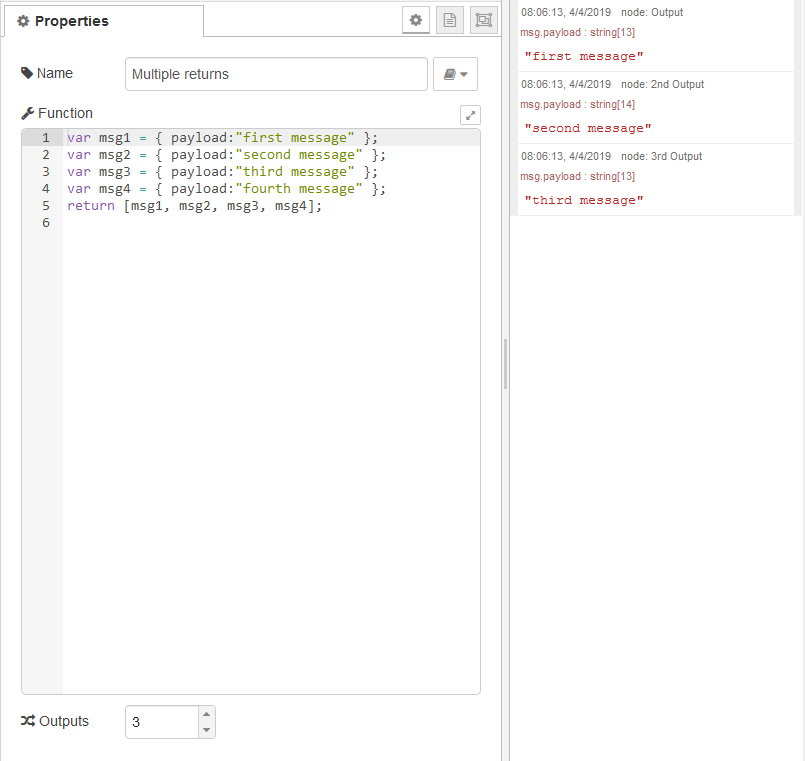 Properties
Name
Multiple returns
Function
1 var msg1 = { payload:"first message" };
2 var msg2 = { payload:"second message" };
3 var msg3 = { payload:"third message" };
4 var msg4 = { payload:"fourth message" };
5 return [msg1, msg2, msg3, msg4];
6
Outputs
3
08:06:13, 4/4/2019 node: Output
msg.payload : string[13]
"first message"
08:06:13, 4/4/2019 node: 2nd Output
msg.payload : string[14]
"second message"
08:06:13, 4/4/2019 node: 3rd Output
msg.payload : string[13]
"third message"